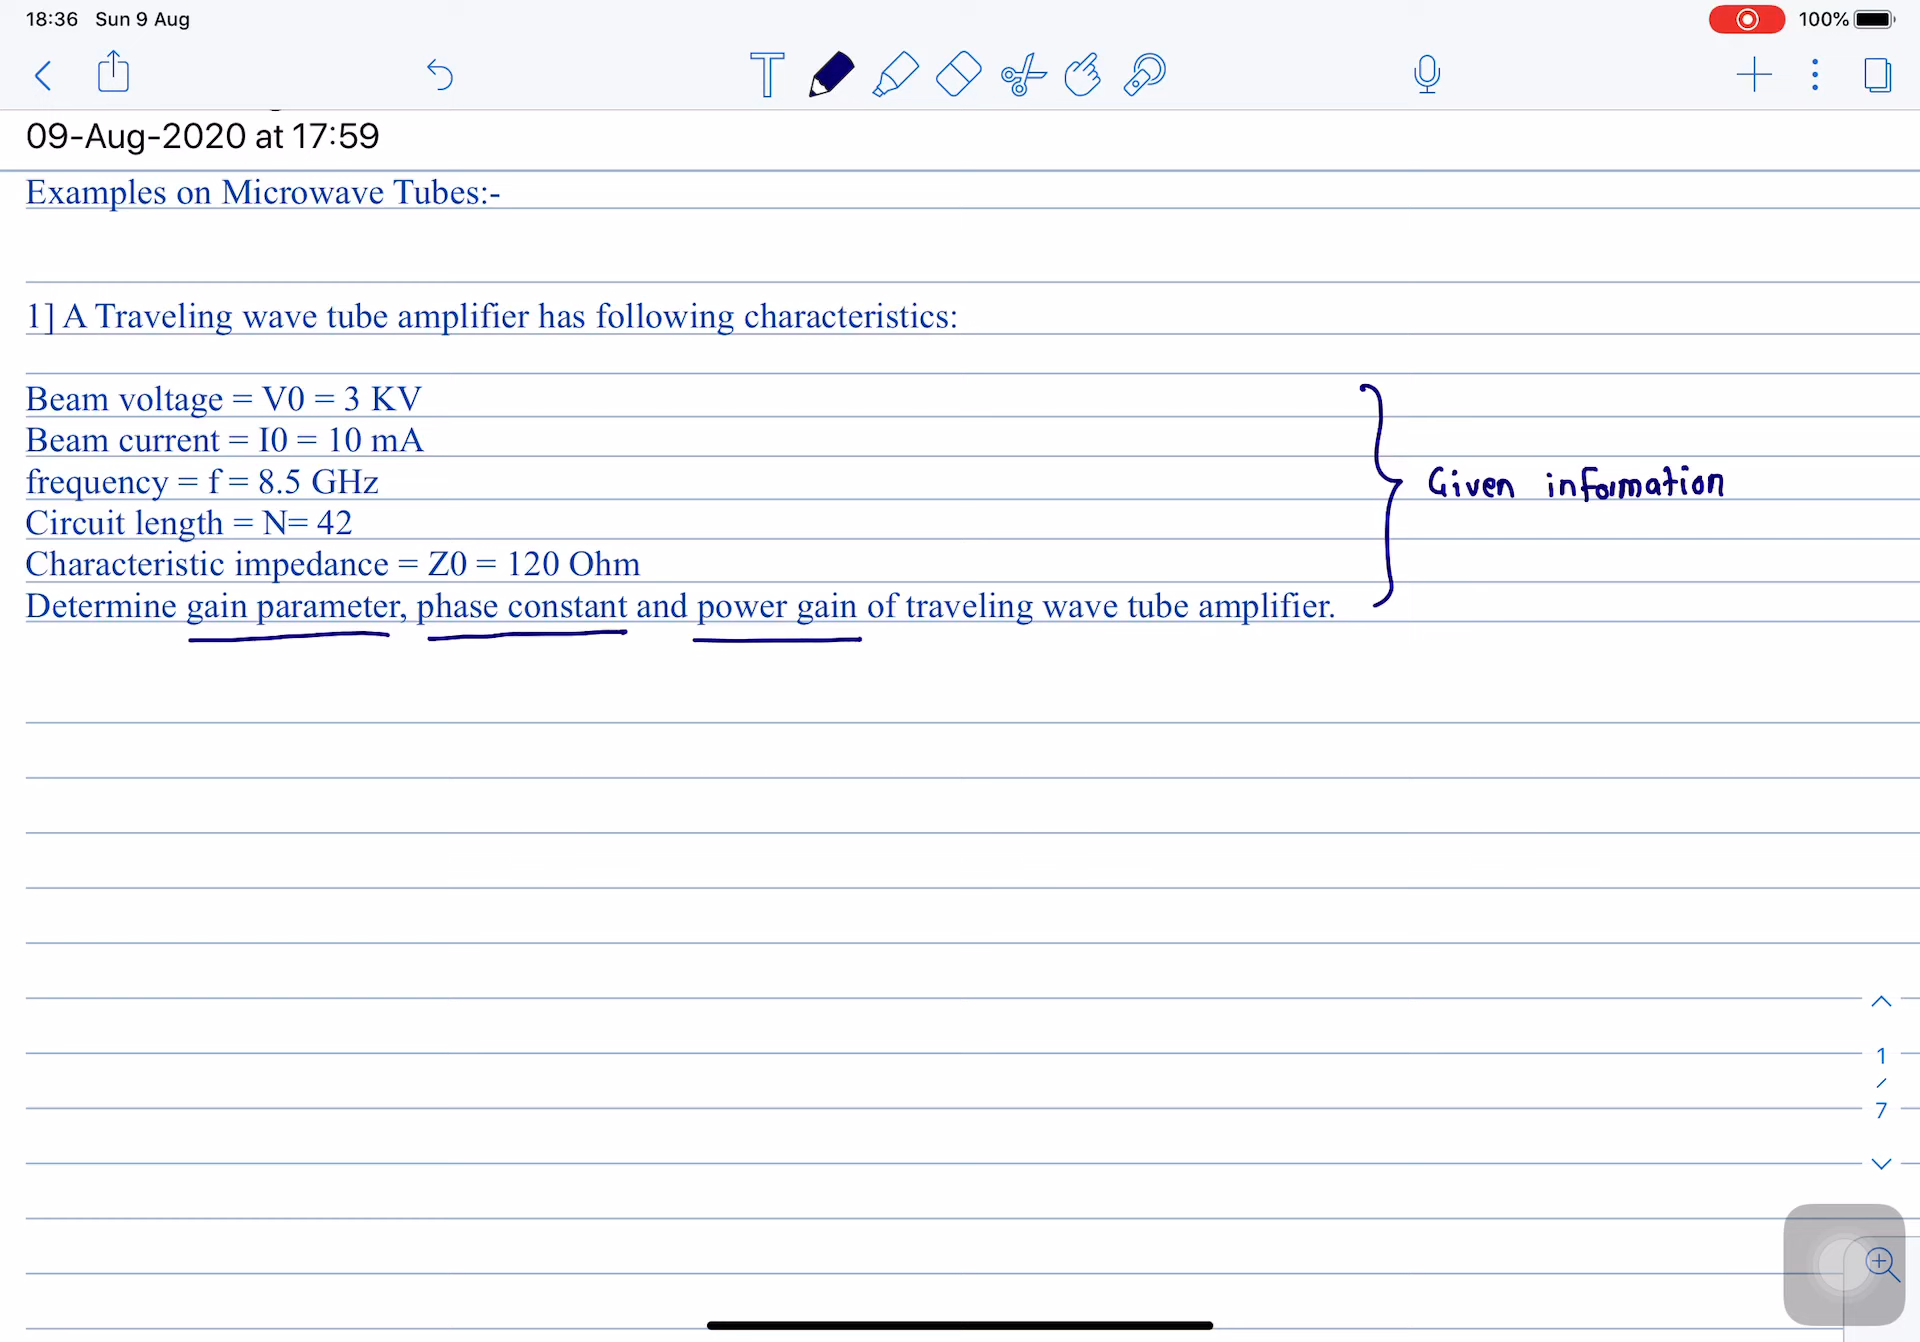 18:36 Sun 9 Aug
100%
T
09-Aug-2020 at 17:59
Examples on Microwave Tubes:-
1] A Traveling wave tube amplifier has following characteristics:
Beam voltage = V0 = 3 KV
Beam current = I0 = 10 mA
frequency = f = 8.5 GHz
Given information
Circuit length = N= 42
Characteristic impedance = Z0 = 120 Ohm
Determine gain parameter, phase constant and power gain of traveling wave tube amplifier.
1
/
7